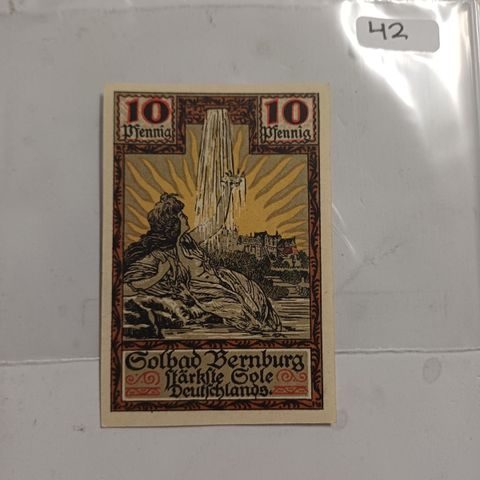 42
10 10
Pfennig Pfennig
Solbad Bernburg
stärkste Sole
Deutschlands.